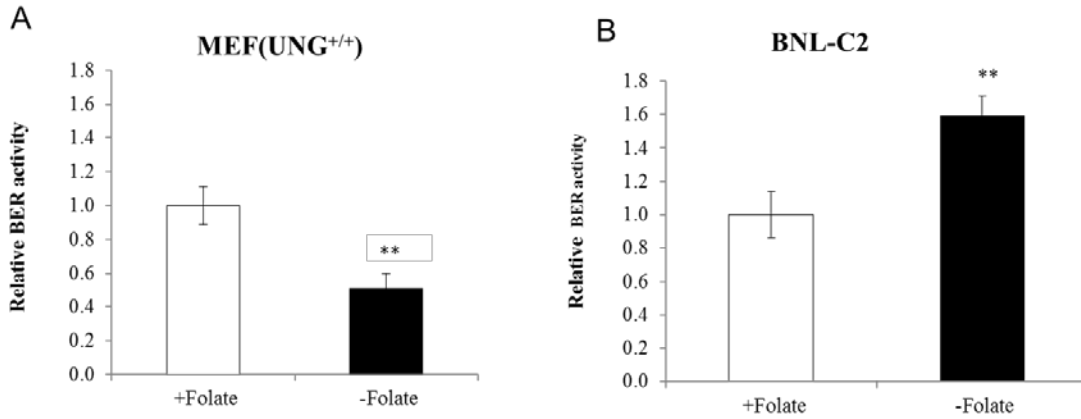 A
MEF(UNG+/+)
Relative BER activity
1.8
1.6
1.4
1.2
1.0
0.8
0.6
0.4
0.2
0.0
**
+Folate
-Folate
B
BNL-C2
Relative BER activity
1.8
1.6
1.4
1.2
1.0
0.8
0.6
0.4
0.2
0.0
**
+Folate
-Folate